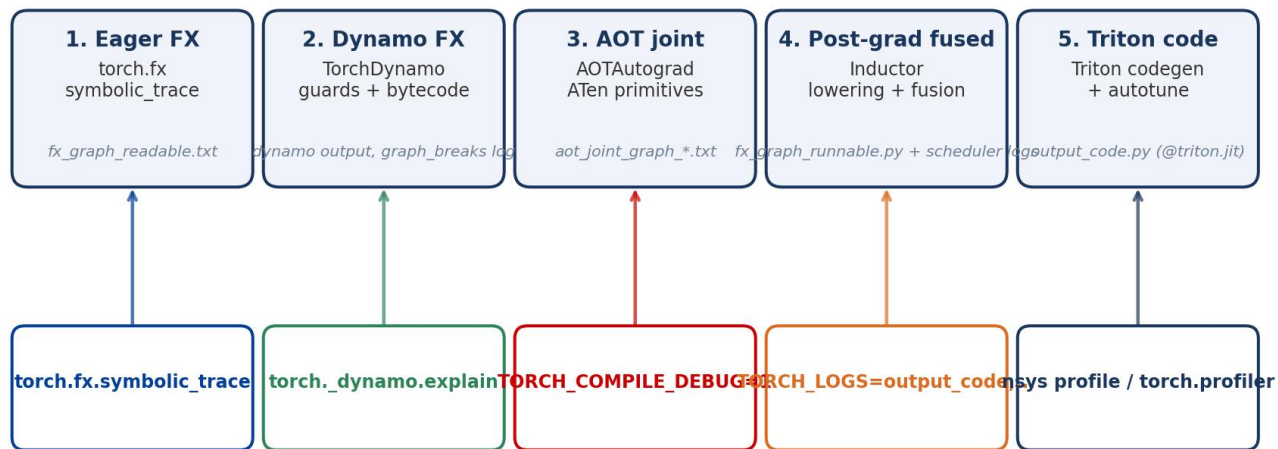 1. Eager FX
torch.fx
symbolic_trace
fx_graph_readable.txt
2. Dynamo FX
TorchDynamo
guards + bytecode
dynamo output, graph_breaks log
3. AOT joint
AOTAutograd
ATen primitives
aot_joint_graph_*.txt
4. Post-grad fused
Inductor
lowering + fusion
fx_graph_runnable.py + scheduler logs
5. Triton code
Triton codegen
+ autotune
output_code.py (@triton.jit)
torch.fx.symbolic_trace
torch._dynamo.explain
TORCH_COMPILE_DEBUG=1
TORCH_LOGS=output_code,..
nsys profile / torch.profiler